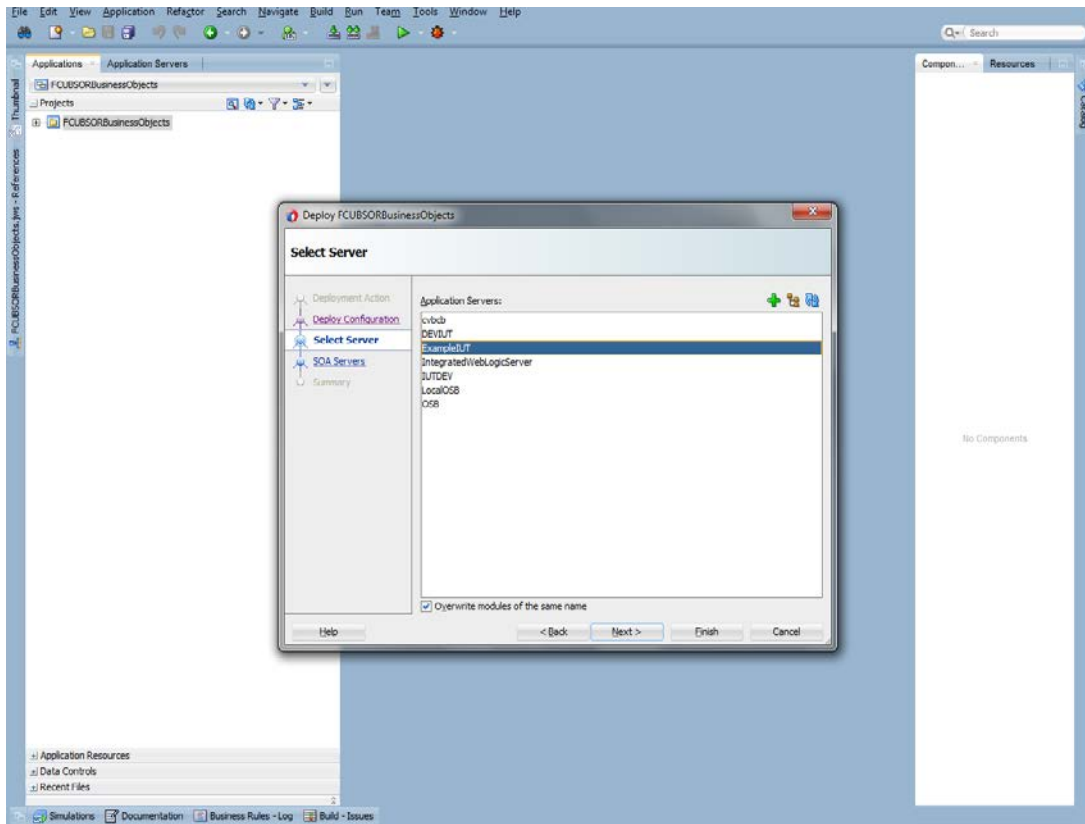 File Edit View Application Refactor Search Navigate Build Run Team Tools Window Help
Search
Applications Application Servers
Compon... Resources
FCUBSORBusinessObjects
Projects
FCUBSORBusinessObjects
Thumbnail
FCUBSORBusinessObjects.jws - References
Deploy FCUBSORBusinessObjects
Select Server
Deployment Action
Deploy Configuration
Select Server
SOA Servers
Summary
Application Servers:
cvbcb
DEVIUT
ExampleIUT
IntegratedWebLogicServer
IUTDEV
LocalOSB
OSB
Overwrite modules of the same name
Help < Back Next > Finish Cancel
No Components
Application Resources
Data Controls
Recent Files
Simulations Documentation Business Rules - Log Build - Issues